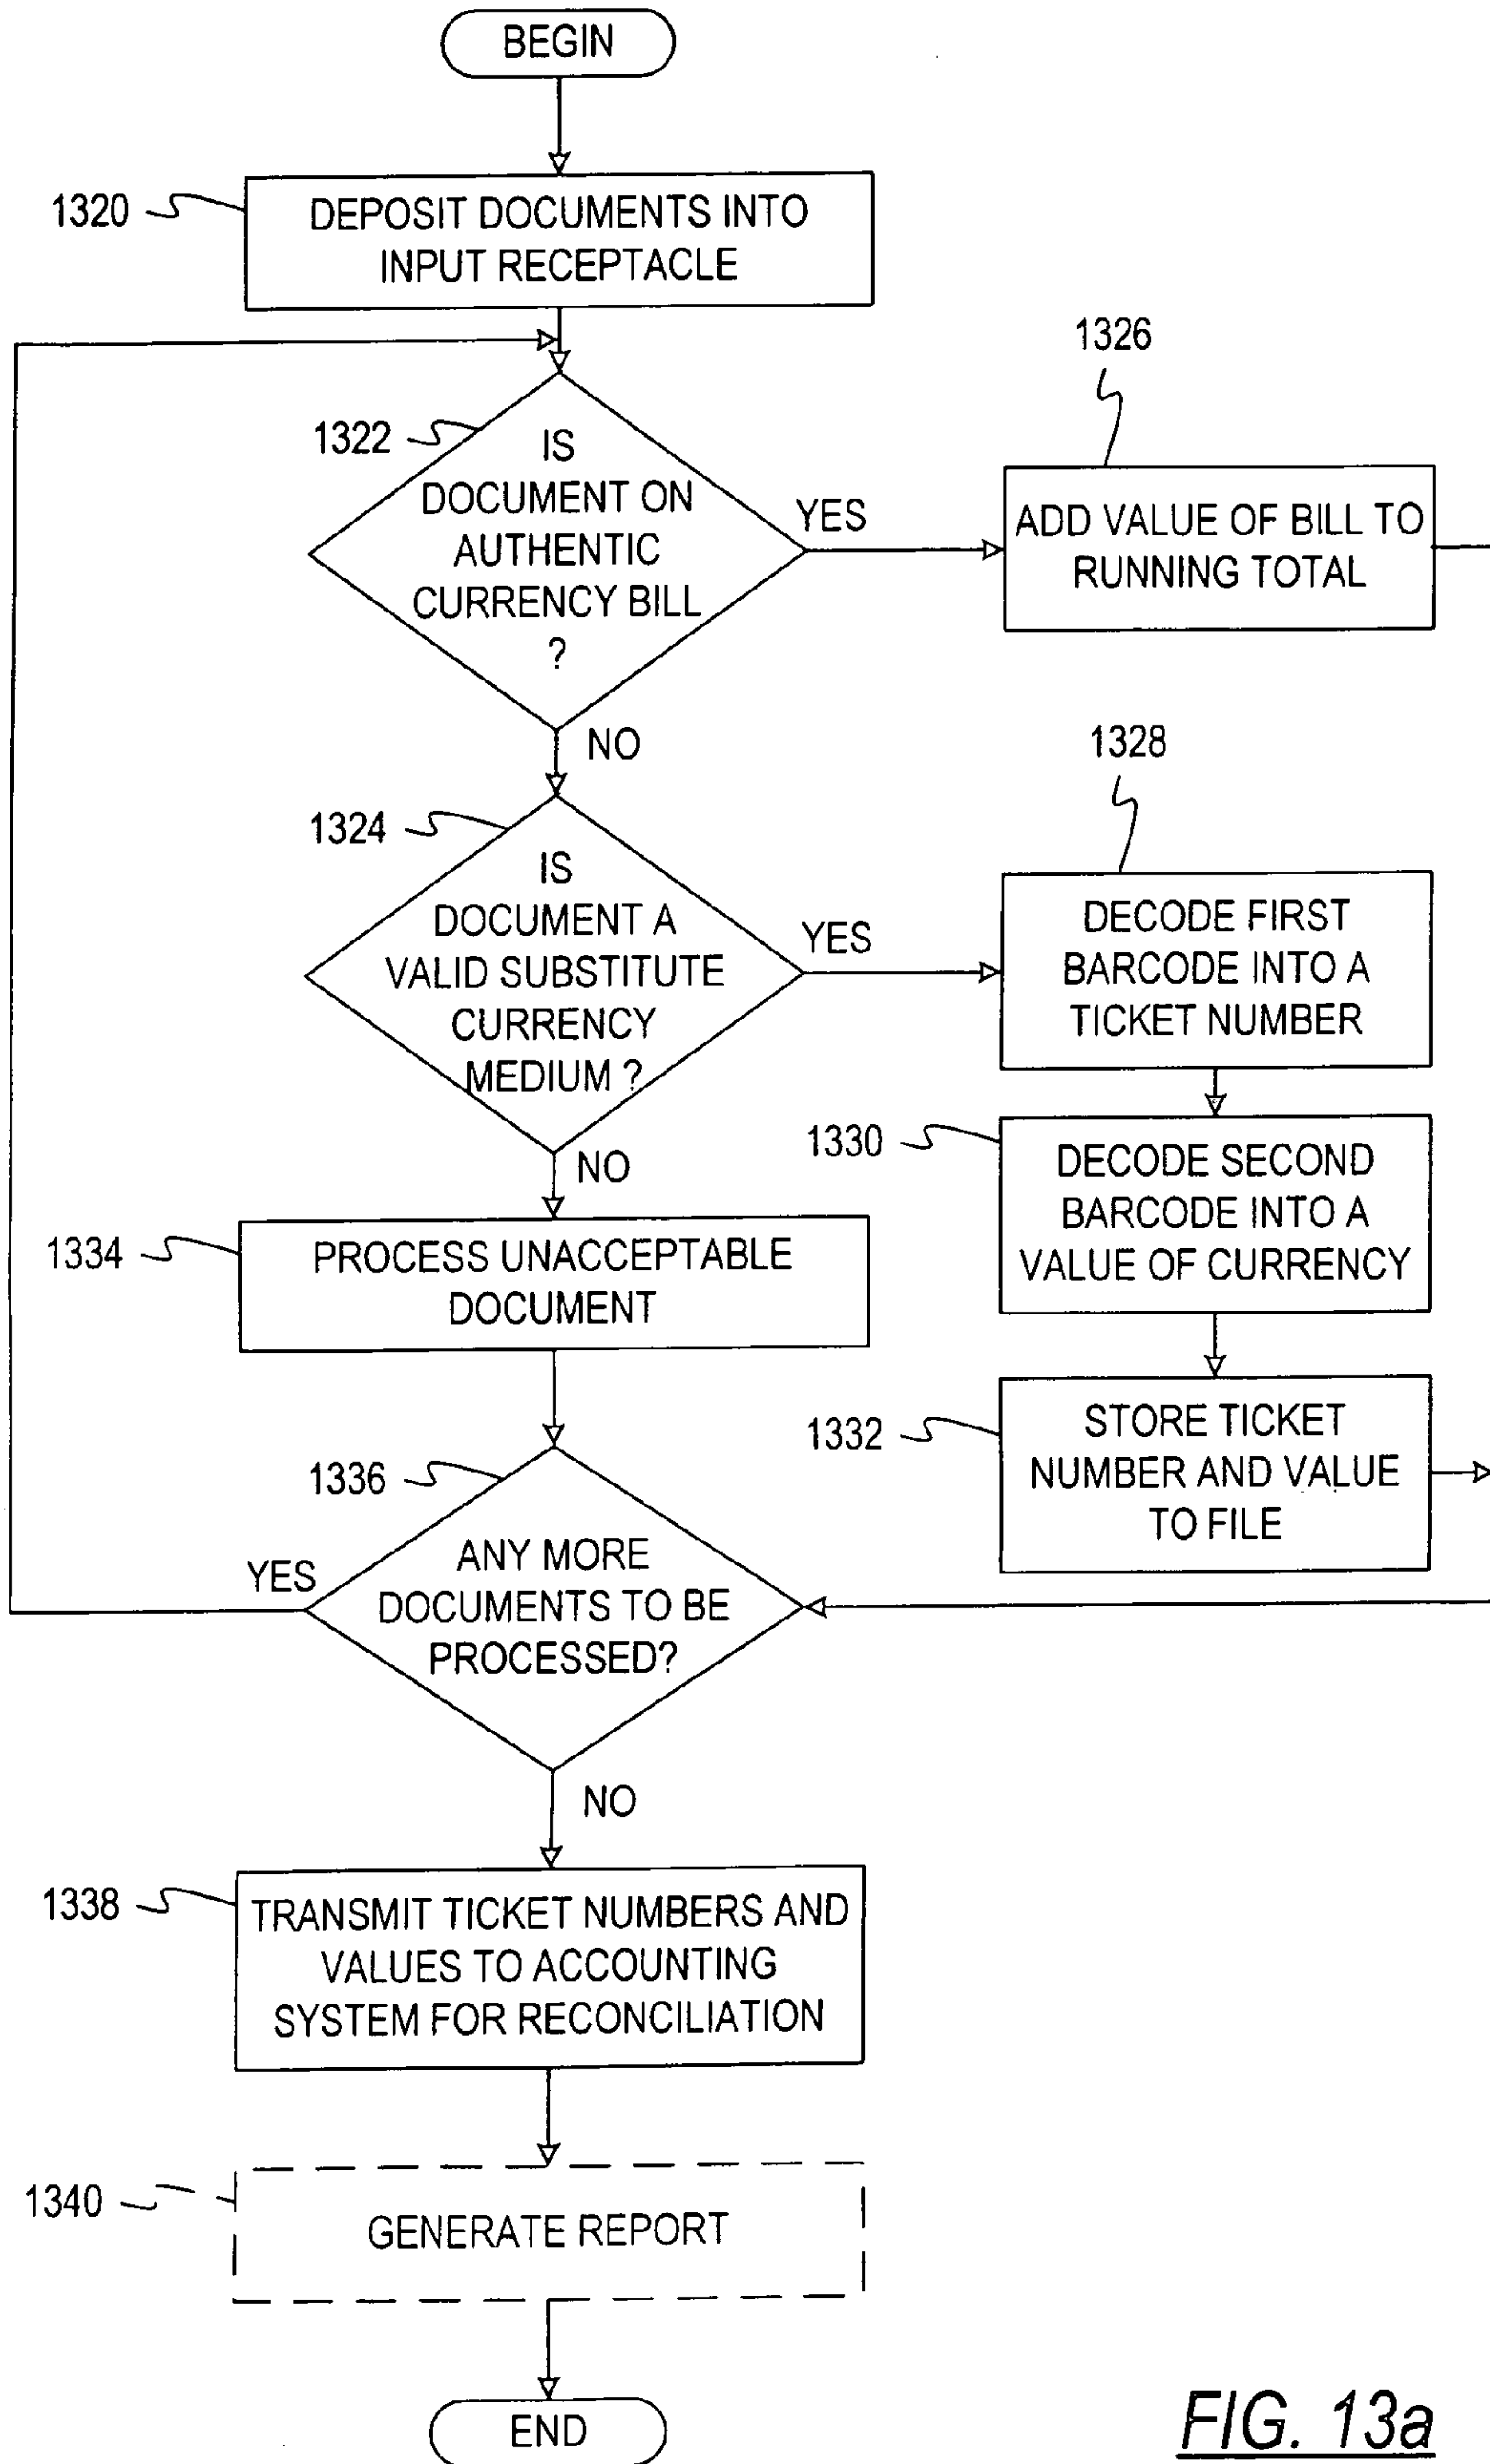 BEGIN
1320
DEPOSIT DOCUMENTS INTO
INPUT RECEPTACLE
1322
IS
DOCUMENT ON
AUTHENTIC
CURRENCY BILL
?
YES
1326
ADD VALUE OF BILL TO
RUNNING TOTAL
NO
1324
IS
DOCUMENT A
VALID SUBSTITUTE
CURRENCY
MEDIUM ?
YES
1328
DECODE FIRST
BARCODE INTO A
TICKET NUMBER
1330
DECODE SECOND
BARCODE INTO A
VALUE OF CURRENCY
1332
STORE TICKET
NUMBER AND VALUE
TO FILE
NO
1334
PROCESS UNACCEPTABLE
DOCUMENT
1336
ANY MORE
DOCUMENTS TO BE
PROCESSED?
YES
NO
1338
TRANSMIT TICKET NUMBERS AND
VALUES TO ACCOUNTING
SYSTEM FOR RECONCILIATION
1340
GENERATE REPORT
END
FIG. 13a